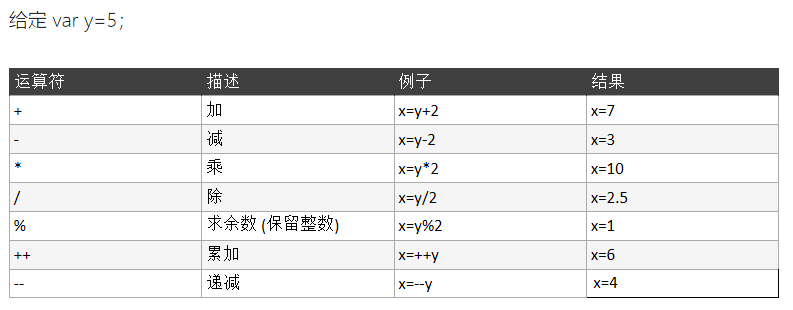 给定 var y=5;
运算符 描述 例子 结果
+ 加 x=y+2 x=7
- 减 x=y-2 x=3
* 乘 x=y*2 x=10
/ 除 x=y/2 x=2.5
% 求余数 (保留整数) x=y%2 x=1
++ 累加 x=++y x=6
-- 递减 x=--y x=4